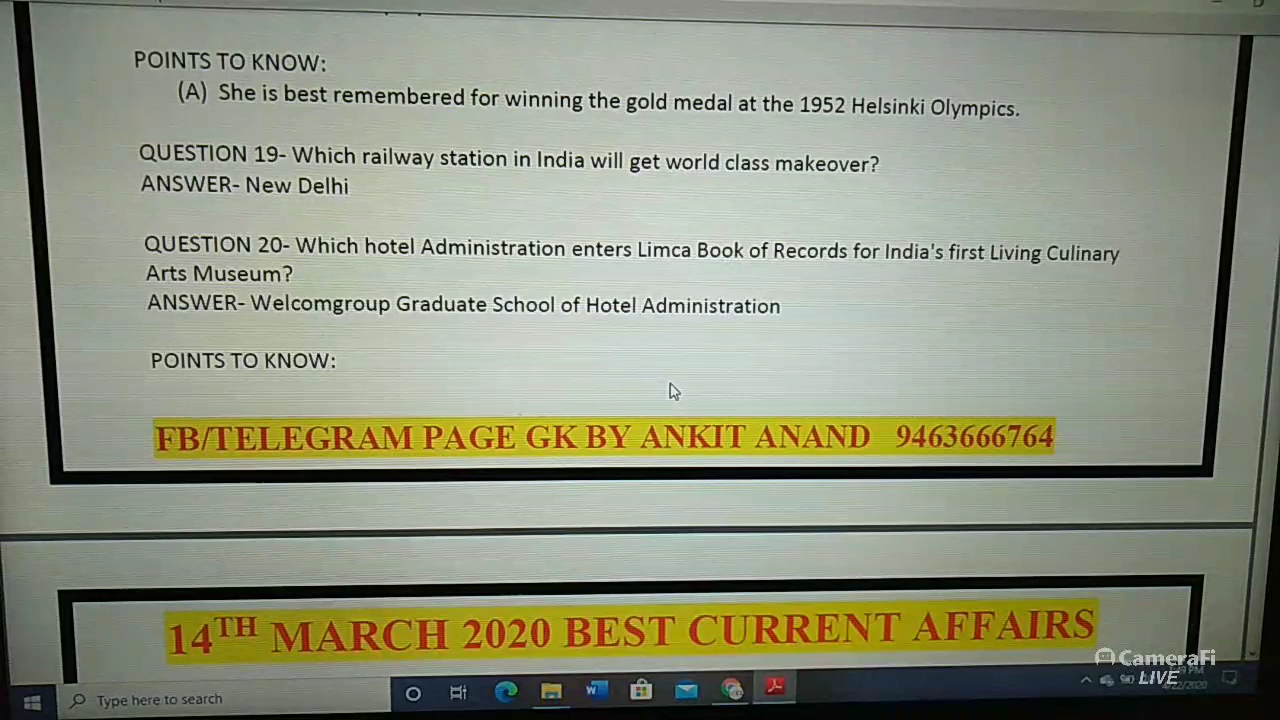 POINTS TO KNOW:
(A) She is best remembered for winning the gold medal at the 1952 Helsinki Olympics.
QUESTION 19- Which railway station in India will get world class makeover?
ANSWER- New Delhi
QUESTION 20- Which hotel Administration enters Limca Book of Records for India's first Living Culinary
Arts Museum?
ANSWER- Welcomgroup Graduate School of Hotel Administration
POINTS TO KNOW:
FB/TELEGRAM PAGE GK BY ANKIT ANAND 9463666764
14TH MARCH 2020 BEST CURRENT AFFAIRS
CameraFi
LIVE
Type here to search
PM
4/22/2020